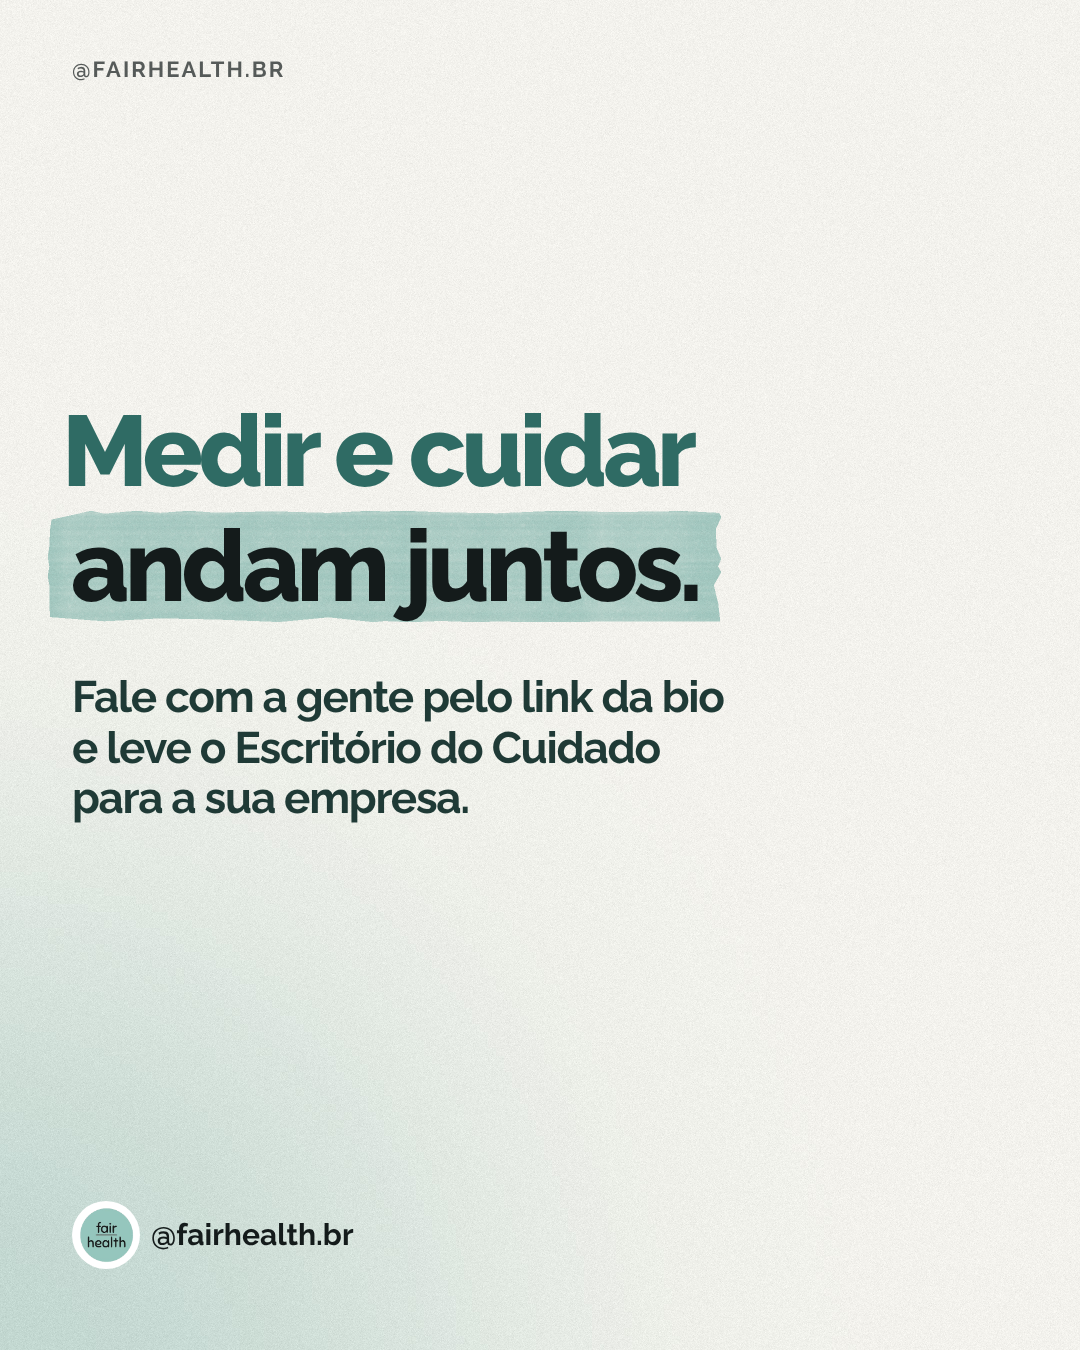 @FAIRHEALTH.BR
Medir e cuidar
andam juntos.
Fale com a gente pelo link da bio
e leve o Escritório do Cuidado
para a sua empresa.
fair
health
@fairhealth.br